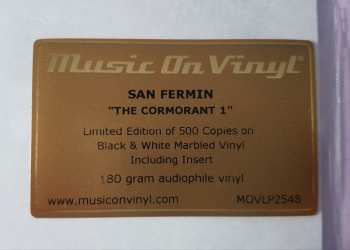 Music On Vinyl
SAN FERMIN
"THE CORMORANT 1"
Limited Edition of 500 Copies on
Black & White Marbled Vinyl
Including Insert
180 gram audiophile vinyl
www.musiconvinyl.com MOVLP2548